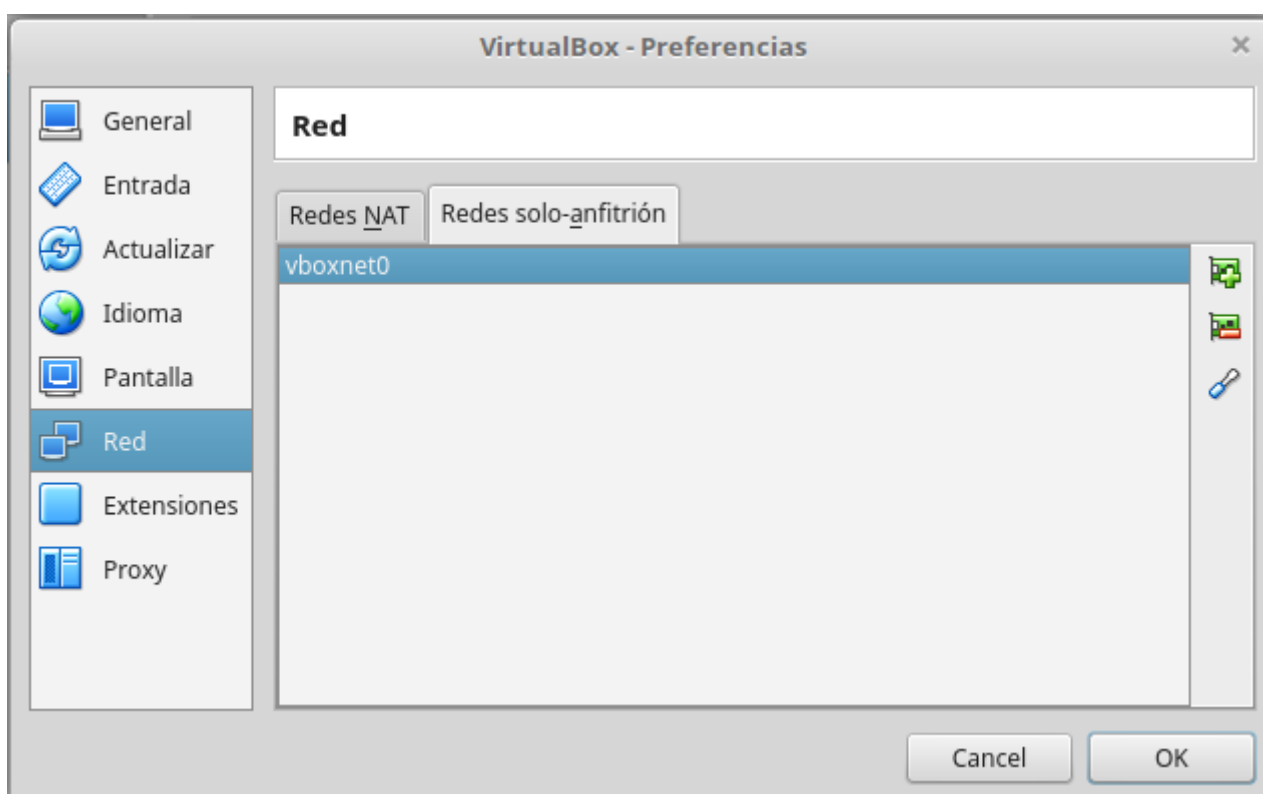 VirtualBox - Preferencias
General
Entrada
Actualizar
Idioma
Pantalla
Red
Extensiones
Proxy
Red
Redes NAT
Redes solo-anfitrión
vboxnet0
Cancel
OK